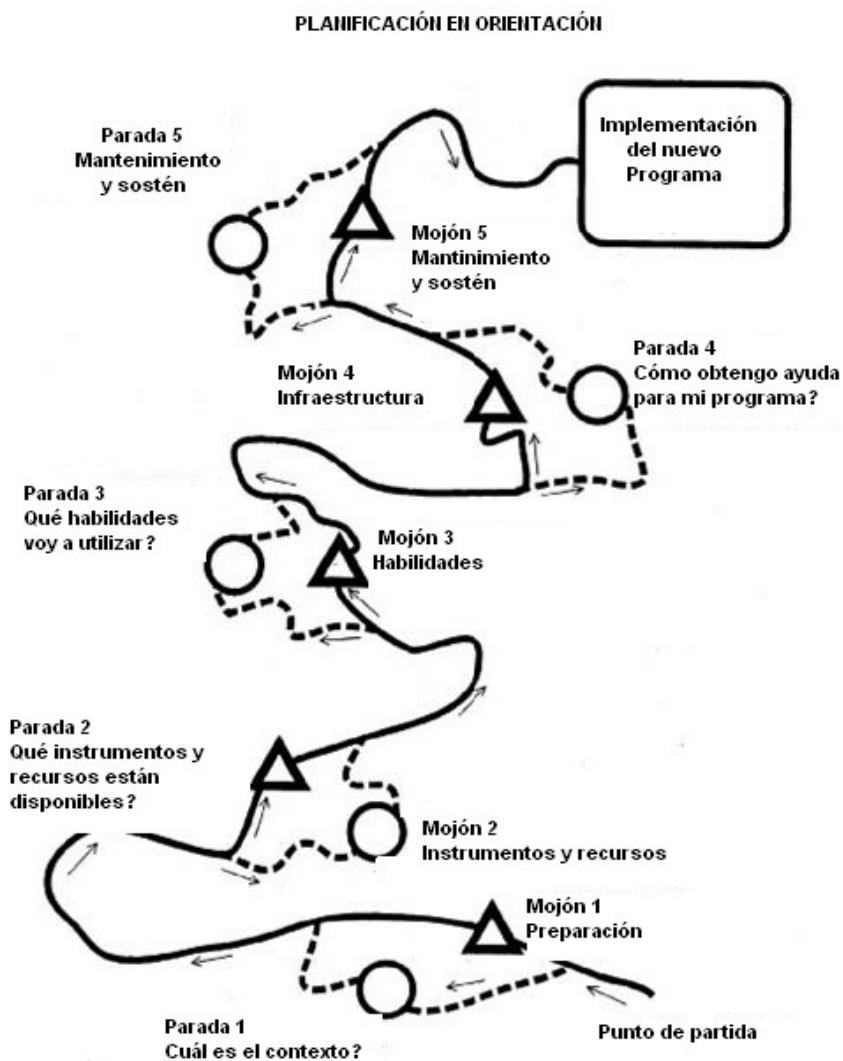 PLANIFICACIÓN EN ORIENTACIÓN
Parada 5
Mantenimiento
y sostén
Implementación
del nuevo
Programa
Mojón 5
Mantinimiento
y sostén
Mojón 4
Infraestructura
Parada 4
Cómo obtengo ayuda
para mi programa?
Parada 3
Qué habilidades
voy a utilizar?
Mojón 3
Habilidades
Parada 2
Qué instrumentos y
recursos están
disponibles?
Mojón 2
Instrumentos y recursos
Mojón 1
Preparación
Parada 1
Cuál es el contexto?
Punto de partida